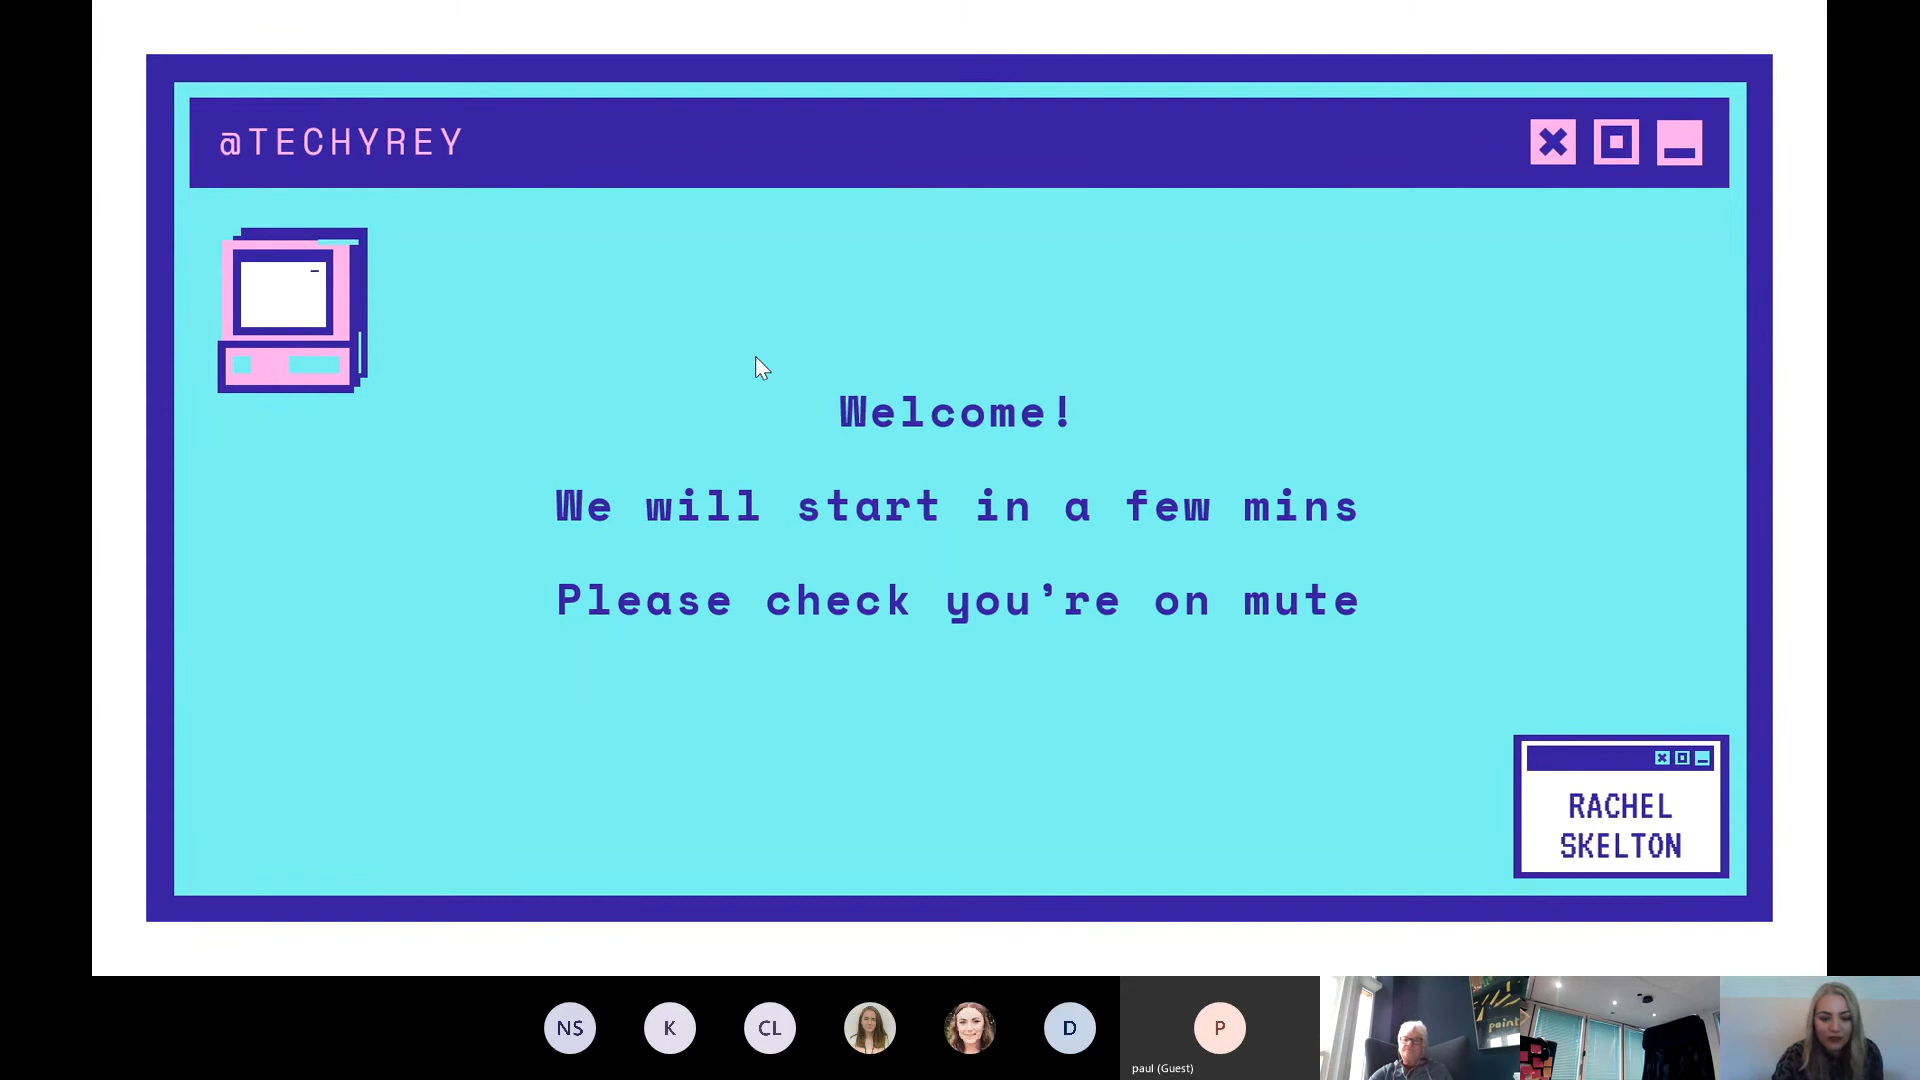 @TECHYREY
Welcome!
We will start in a few mins
Please check you’re on mute
RACHEL
SKELTON
NS
K
CL
D
P
paul (Guest)
point